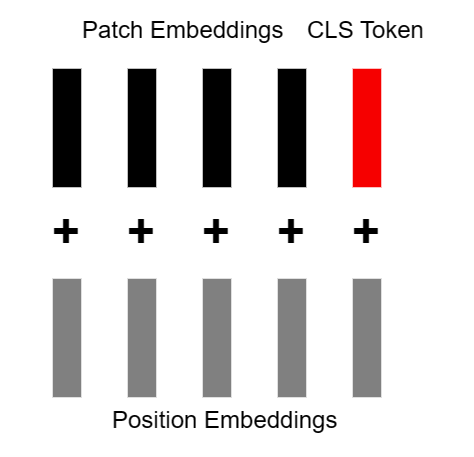 Patch Embeddings CLS Token
+ + + + +
Position Embeddings